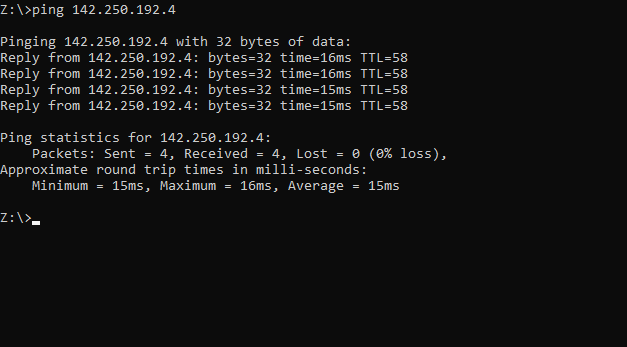 Z:\>ping 142.250.192.4
Pinging 142.250.192.4 with 32 bytes of data:
Reply from 142.250.192.4: bytes=32 time=16ms TTL=58
Reply from 142.250.192.4: bytes=32 time=16ms TTL=58
Reply from 142.250.192.4: bytes=32 time=15ms TTL=58
Reply from 142.250.192.4: bytes=32 time=15ms TTL=58
Ping statistics for 142.250.192.4:
    Packets: Sent = 4, Received = 4, Lost = 0 (0% loss),
Approximate round trip times in milli-seconds:
    Minimum = 15ms, Maximum = 16ms, Average = 15ms
Z:\>